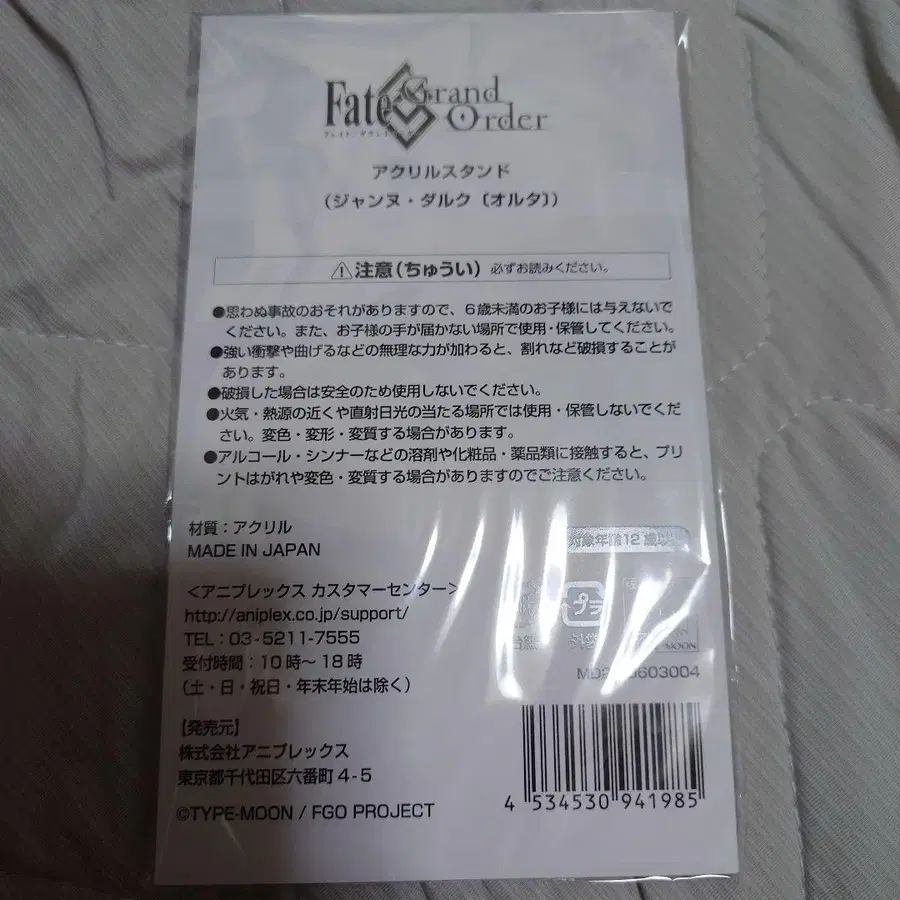 Fate Grand Order
アクリルスタンド
(ジャンヌ・ダルク〔オルタ〕)
⚠注意(ちゅうい) 必ずお読みください。
●思わぬ事故のおそれがありますので、6歳未満のお子様には与えないで
ください。また、お子様の手が届かない場所で使用・保管してください。
●強い衝撃や曲げるなどの無理な力が加わると、割れなど破損することが
あります。
●破損した場合は安全のため使用しないでください。
●火気・熱源の近くや直射日光の当たる場所では使用・保管しないでくだ
さい。変色・変形・変質する場合があります。
●アルコール・シンナーなどの溶剤や化粧品・薬品類に接触すると、プリ
ントはがれや変色・変質する場合がありますのでご注意ください。
材質:アクリル
MADE IN JAPAN
対象年齢12歳以
<アニプレックス カスタマーセンター>
http://aniplex.co.jp/support/
TEL:03-5211-7555
受付時間:10時~18時
(土・日・祝日・年末年始は除く)
プラ
台紙
外袋
MOON
603004
【発売元】
株式会社アニプレックス
東京都千代田区六番町4-5
©TYPE-MOON / FGO PROJECT
4 534530 941985